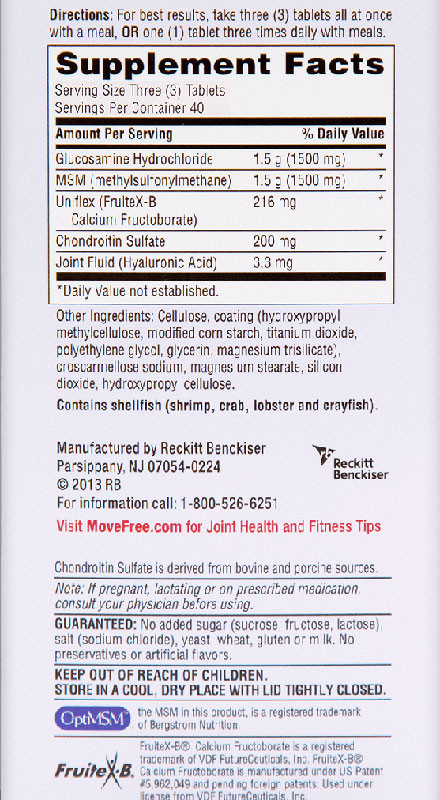 Directions: For best results, take three (3) tablets all at once
with a meal, OR one (1) tablet three times daily with meals.
Supplement Facts
Serving Size Three (3) Tablets
Servings Per Container 40
Amount Per Serving % Daily Value
Glucosamine Hydrochloride 1.5 g (1500 mg) *
MSM (methylsulfonylmethane) 1.5 g (1500 mg) *
Uniflex (FruiteX-B 216 mg *
Calcium Fructoborate)
Chondroitin Sulfate 200 mg *
Joint Fluid (Hyaluronic Acid) 3.3 mg *
*Daily Value not established.
Other Ingredients: Cellulose, coating (hydroxypropyl
methylcellulose, modified corn starch, titanium dioxide,
polyethylene glycol, glycerin, magnesium trisilicate),
croscarmellose sodium, magnesium stearate, silicon
dioxide, hydroxypropyl cellulose.
Contains shellfish (shrimp, crab, lobster and crayfish).
Manufactured by Reckitt Benckiser
Parsippany, NJ 07054-0224
© 2013 RB
For information call: 1-800-526-6251
Reckitt
Benckiser
Visit MoveFree.com for Joint Health and Fitness Tips
Chondroitin Sulfate is derived from bovine and porcine sources.
Note: If pregnant, lactating or on prescribed medication,
consult your physician before using.
GUARANTEED: No added sugar (sucrose, fructose, lactose),
salt (sodium chloride), yeast, wheat, gluten or milk. No
preservatives or artificial flavors.
KEEP OUT OF REACH OF CHILDREN.
STORE IN A COOL, DRY PLACE WITH LID TIGHTLY CLOSED.
OptiMSM
the MSM in this product, is a registered trademark
of Bergstrom Nutrition.
FruiteX-B.
FruiteX-B® Calcium Fructoborate is a registered
trademark of VDF FutureCeuticals, Inc. FruiteX-B®
Calcium Fructoborate is manufactured under US Patent
#5,962,049 and pending foreign patents. Used under
license from VDF FutureCeuticals, Inc.